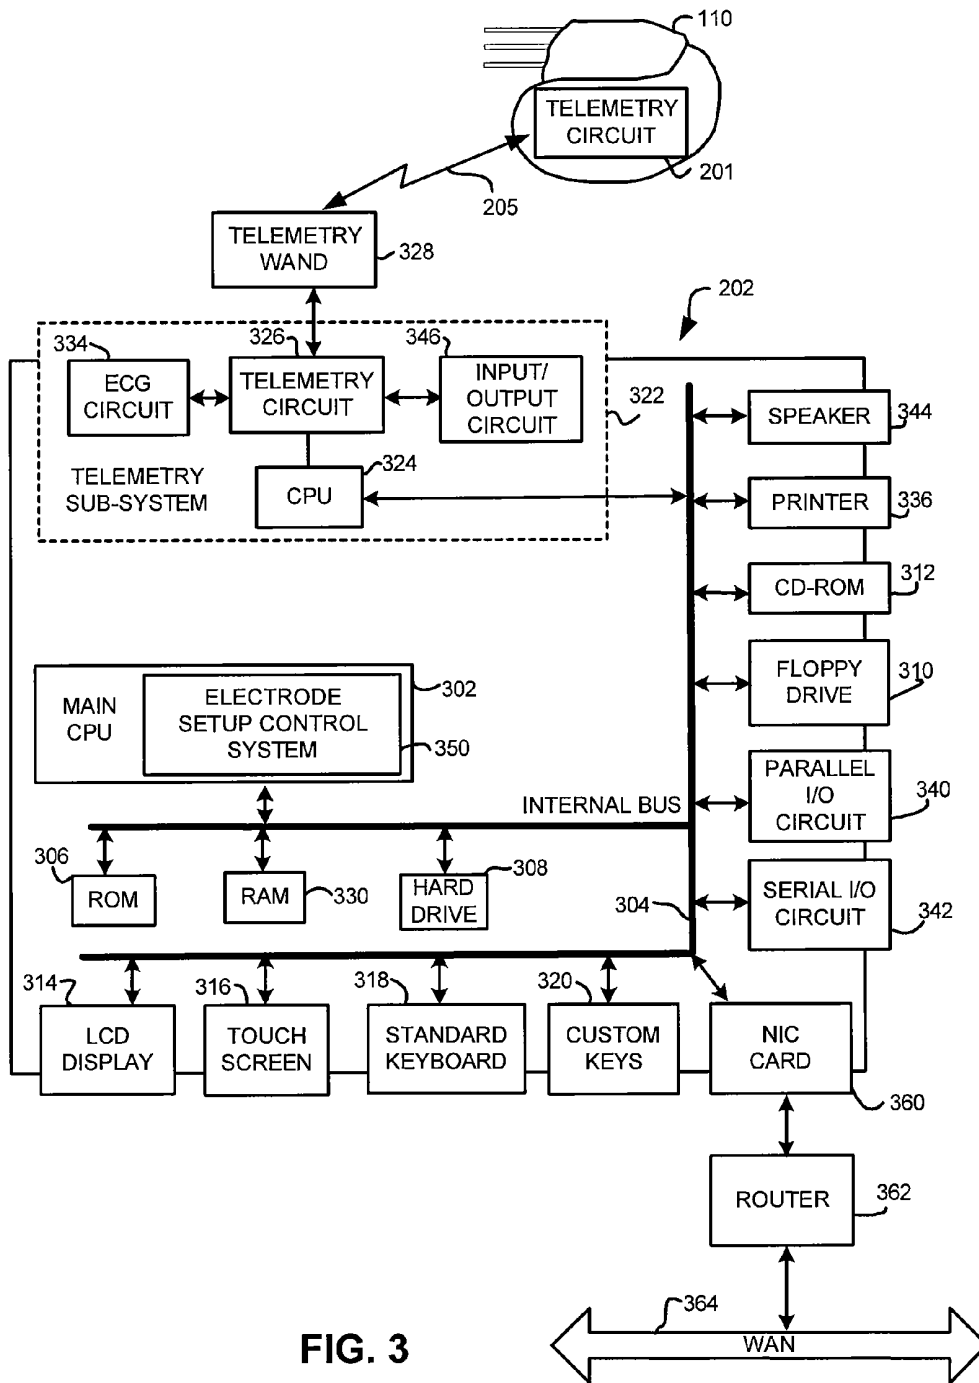 110
TELEMETRY
CIRCUIT
201
205
TELEMETRY
WAND
328
202
334
326
346
ECG
CIRCUIT
TELEMETRY
CIRCUIT
INPUT/
OUTPUT
CIRCUIT
322
SPEAKER
344
TELEMETRY
SUB-SYSTEM
CPU
324
PRINTER
336
CD-ROM
312
FLOPPY
DRIVE
310
MAIN
CPU
ELECTRODE
SETUP CONTROL
SYSTEM
302
350
PARALLEL
I/O
CIRCUIT
340
INTERNAL BUS
306
ROM
RAM
330
HARD
DRIVE
308
304
SERIAL I/O
CIRCUIT
342
314
LCD
DISPLAY
316
TOUCH
SCREEN
318
STANDARD
KEYBOARD
320
CUSTOM
KEYS
NIC
CARD
360
ROUTER
362
364
WAN
FIG. 3